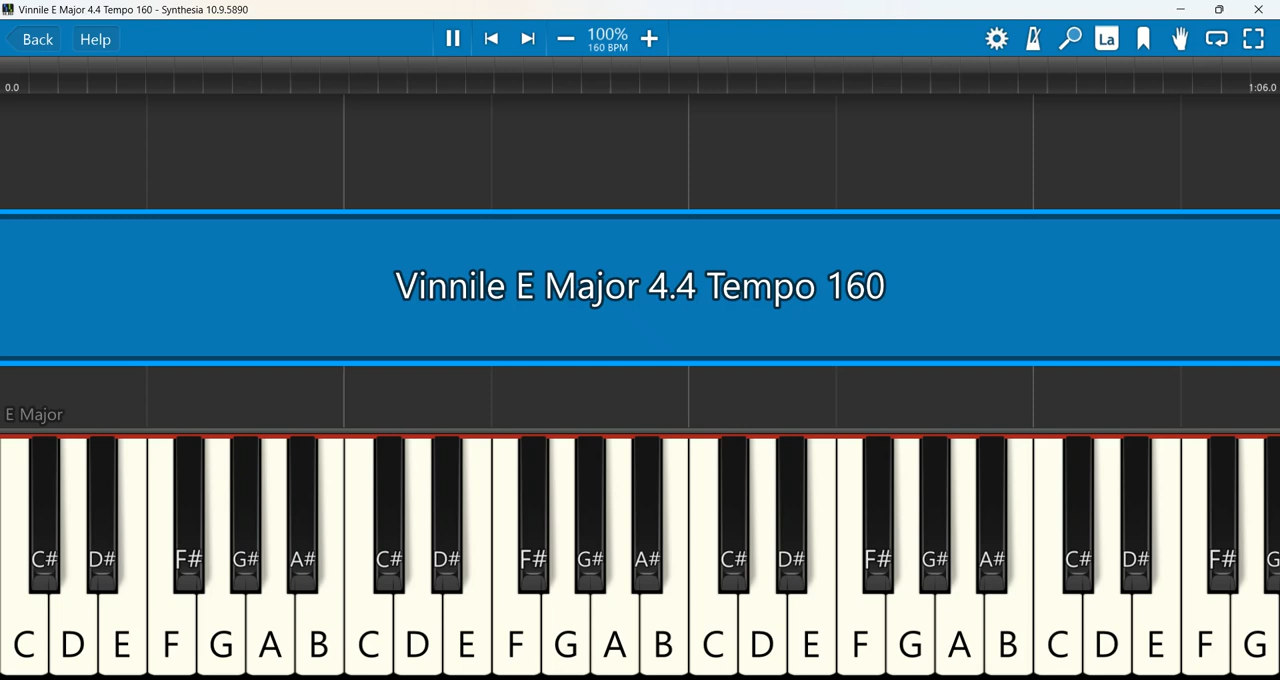 Vinnile E Major 4.4 Tempo 160 - Synthesia 10.9.5890
Back Help 100% La
160 BPM
0.0 1:06.0
Vinnile E Major 4.4 Tempo 160
E Major
C# D# F# G# A# C# D# F# G# A# C# D# F# G# A# C# D# F# G
C D E F G A B C D E F G A B C D E F G A B C D E F G